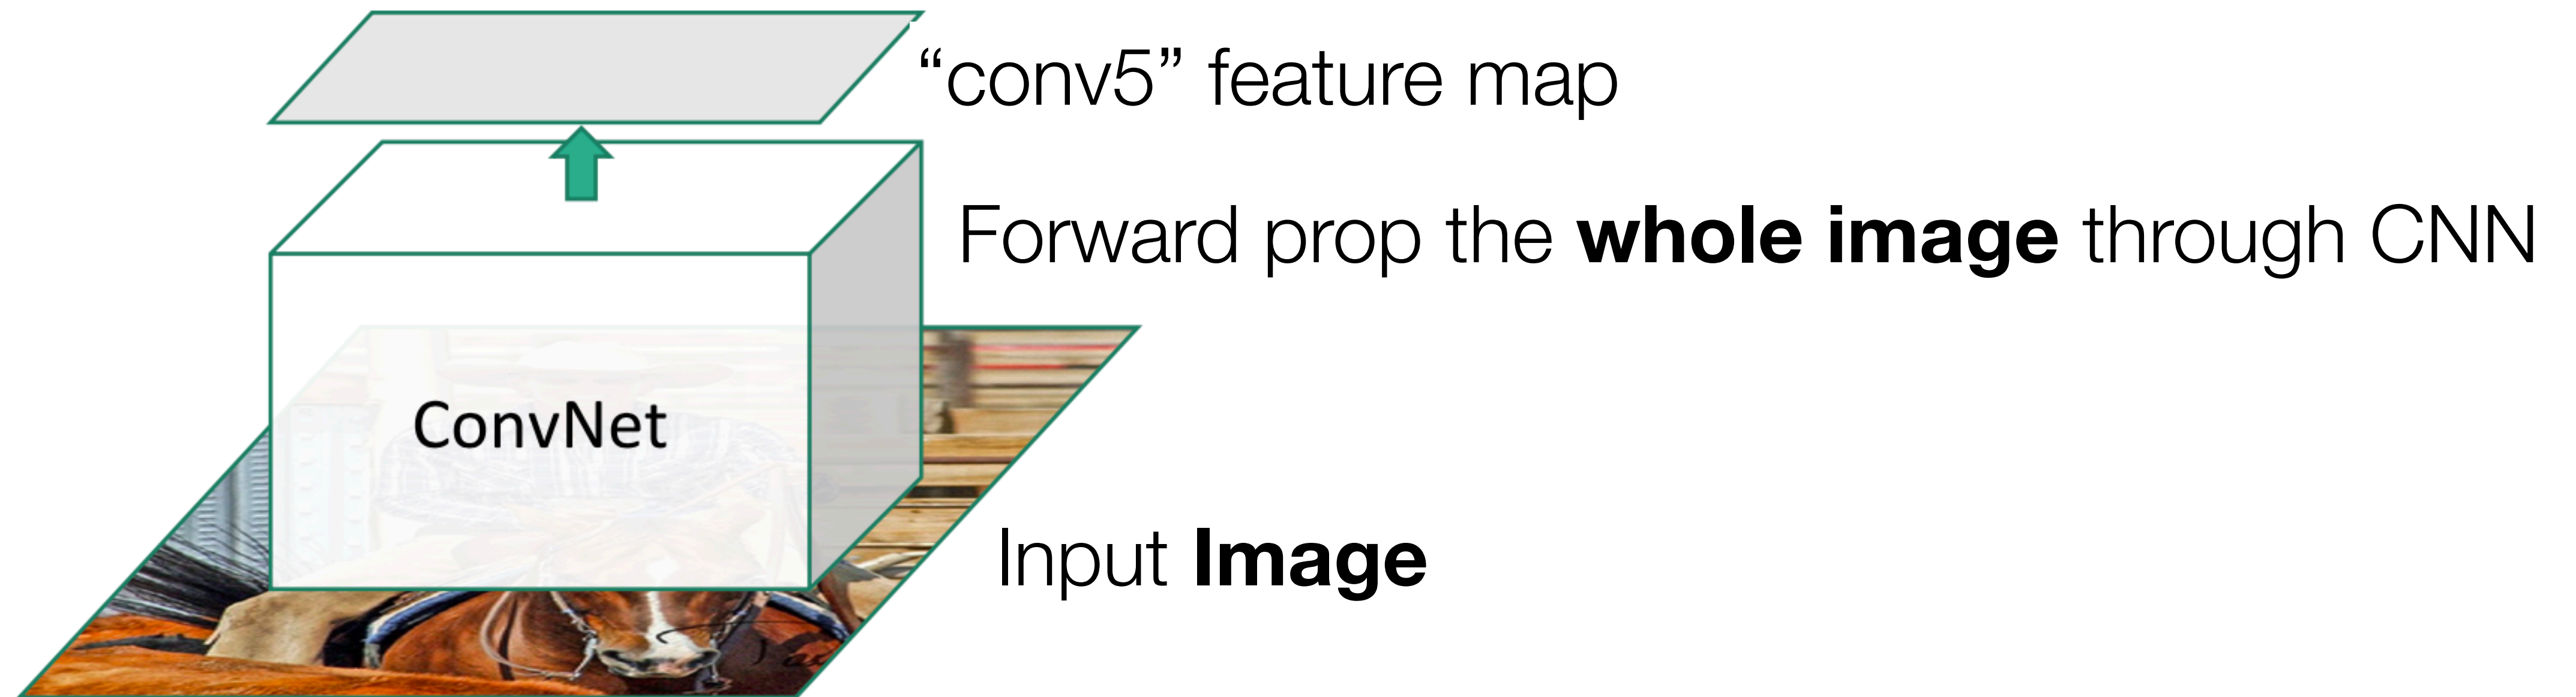 “conv5” feature map
Forward prop the whole image through CNN
ConvNet
Input Image